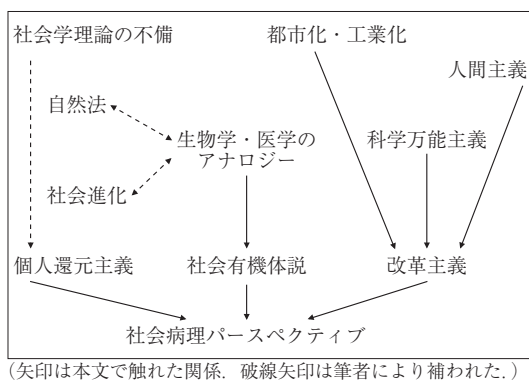 社会学理論の不備
都市化・工業化
人間主義
自然法
生物学・医学の
アナロジー
科学万能主義
社会進化
個人還元主義
社会有機体説
改革主義
社会病理パースペクティブ
(矢印は本文で触れた関係. 破線矢印は筆者により補われた.)